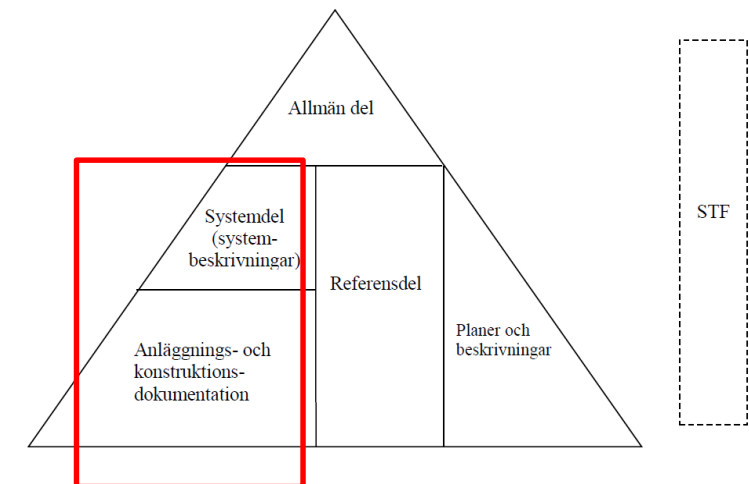 Allmän del
Systemdel
(system-
beskrivningar)
Referensdel
STF
Planer och
beskrivningar
Anläggnings- och
konstruktions-
dokumentation